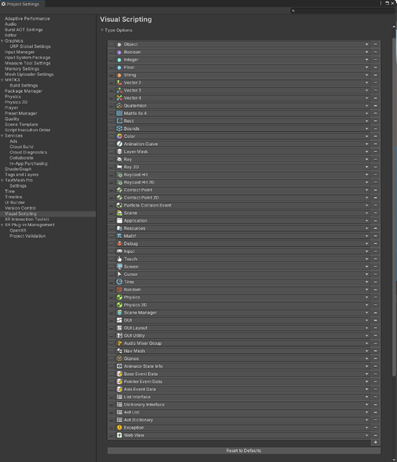 Project Settings
Adaptive Performance
Audio
Burst AOT Settings
Editor
Graphics
URP Global Settings
Input Manager
Input System Package
Measure Tool Settings
Memory Settings
Mesh Uploader Settings
MRTK3
Build Settings
Package Manager
Physics
Physics 2D
Player
Preset Manager
Quality
Scene Template
Script Execution Order
Services
Ads
Cloud Build
Cloud Diagnostics
Collaborate
In-App Purchasing
ShaderGraph
Tags and Layers
TextMesh Pro
Settings
Time
Timeline
UI Builder
Version Control
Visual Scripting
XR Interaction Toolkit
XR Plug-in Management
OpenXR
Project Validation
Visual Scripting
Type Options
Object
Boolean
Integer
Float
String
Vector 2
Vector 3
Vector 4
Quaternion
Matrix 4x4
Rect
Bounds
Color
Animation Curve
Layer Mask
Ray
Ray 2D
Raycast Hit
Raycast Hit 2D
Contact Point
Contact Point 2D
Particle Collision Event
Scene
Application
Resources
Mathf
Debug
Input
Touch
Screen
Cursor
Time
Random
Physics
Physics 2D
Scene Manager
GUI
GUI Layout
GUI Utility
Audio Mixer Group
Nav Mesh
Gizmos
Animator State Info
Base Event Data
Pointer Event Data
Axis Event Data
List Interface
Dictionary Interface
Aot List
Aot Dictionary
Exception
Web View
Reset to Defaults